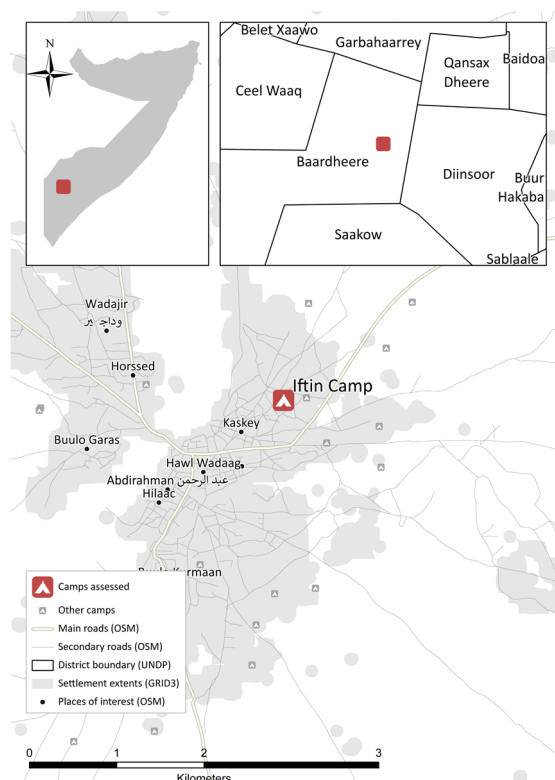 N
Belet Xaawo
Garbahaarrey
Qansax
Dheere
Baidoa
Ceel Waaq
Baardheere
Diinsoor
Buur
Hakaba
Saakow
Sablaale
Wadajir
وداجير
Horssed
Iftin Camp
Kaskey
Buulo Garas
Hawl Wadaag
Abdirahman عبد الرحمن
Hilaac
Camps assessed
Other camps
Main roads (OSM)
Secondary roads (OSM)
District boundary (UNDP)
Settlement extents (GRID3)
Places of interest (OSM)
0 1 2 3
Kilometers